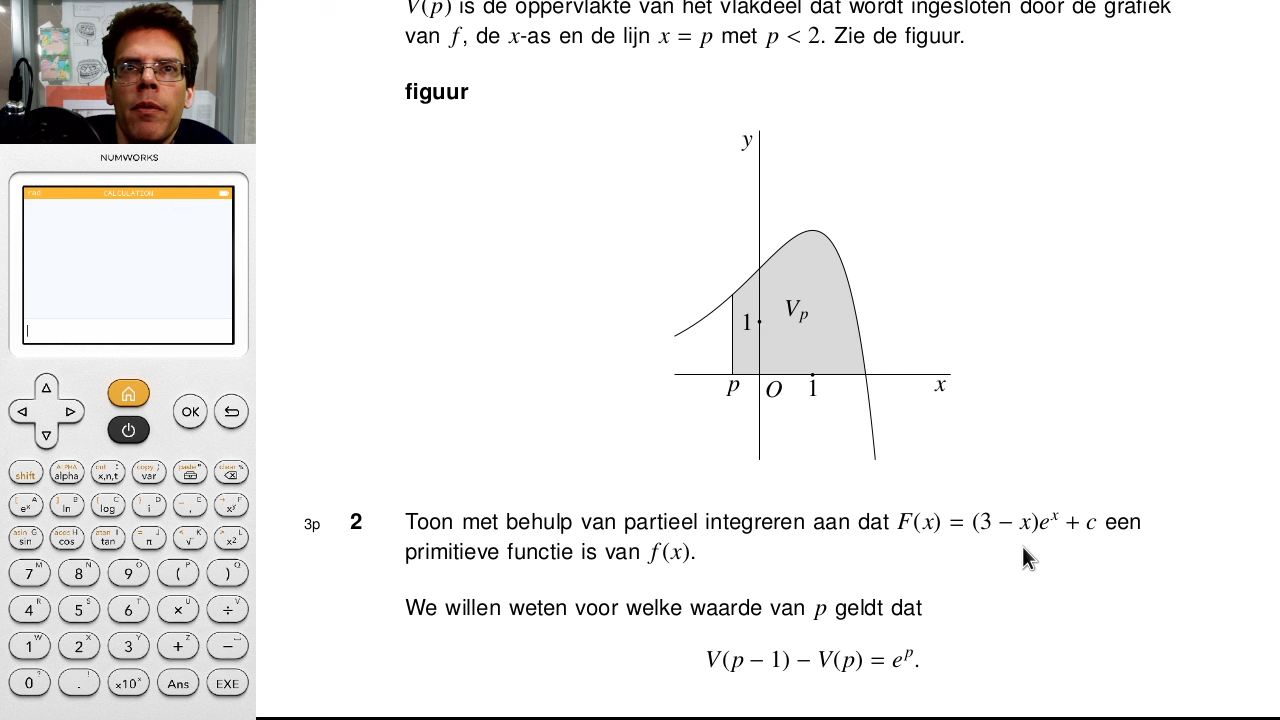 V(p) is de oppervlakte van het vlakdeel dat wordt ingesloten door de grafiek
van f, de x-as en de lijn x = p met p < 2. Zie de figuur.
figuur
y
V_p
1
p
O
1
x
3p 2 Toon met behulp van partieel integreren aan dat F(x) = (3 − x)e^x + c een
primitieve functie is van f(x).
We willen weten voor welke waarde van p geldt dat
V(p − 1) − V(p) = e^p.
NUMWORKS
rad CALCULATION
OK
shift alpha x,n,t var
e^x ln log i , x^y
sin cos tan π √ x^2
7 8 9 ( )
4 5 6 × ÷
1 2 3 + −
0 . ×10^x Ans EXE